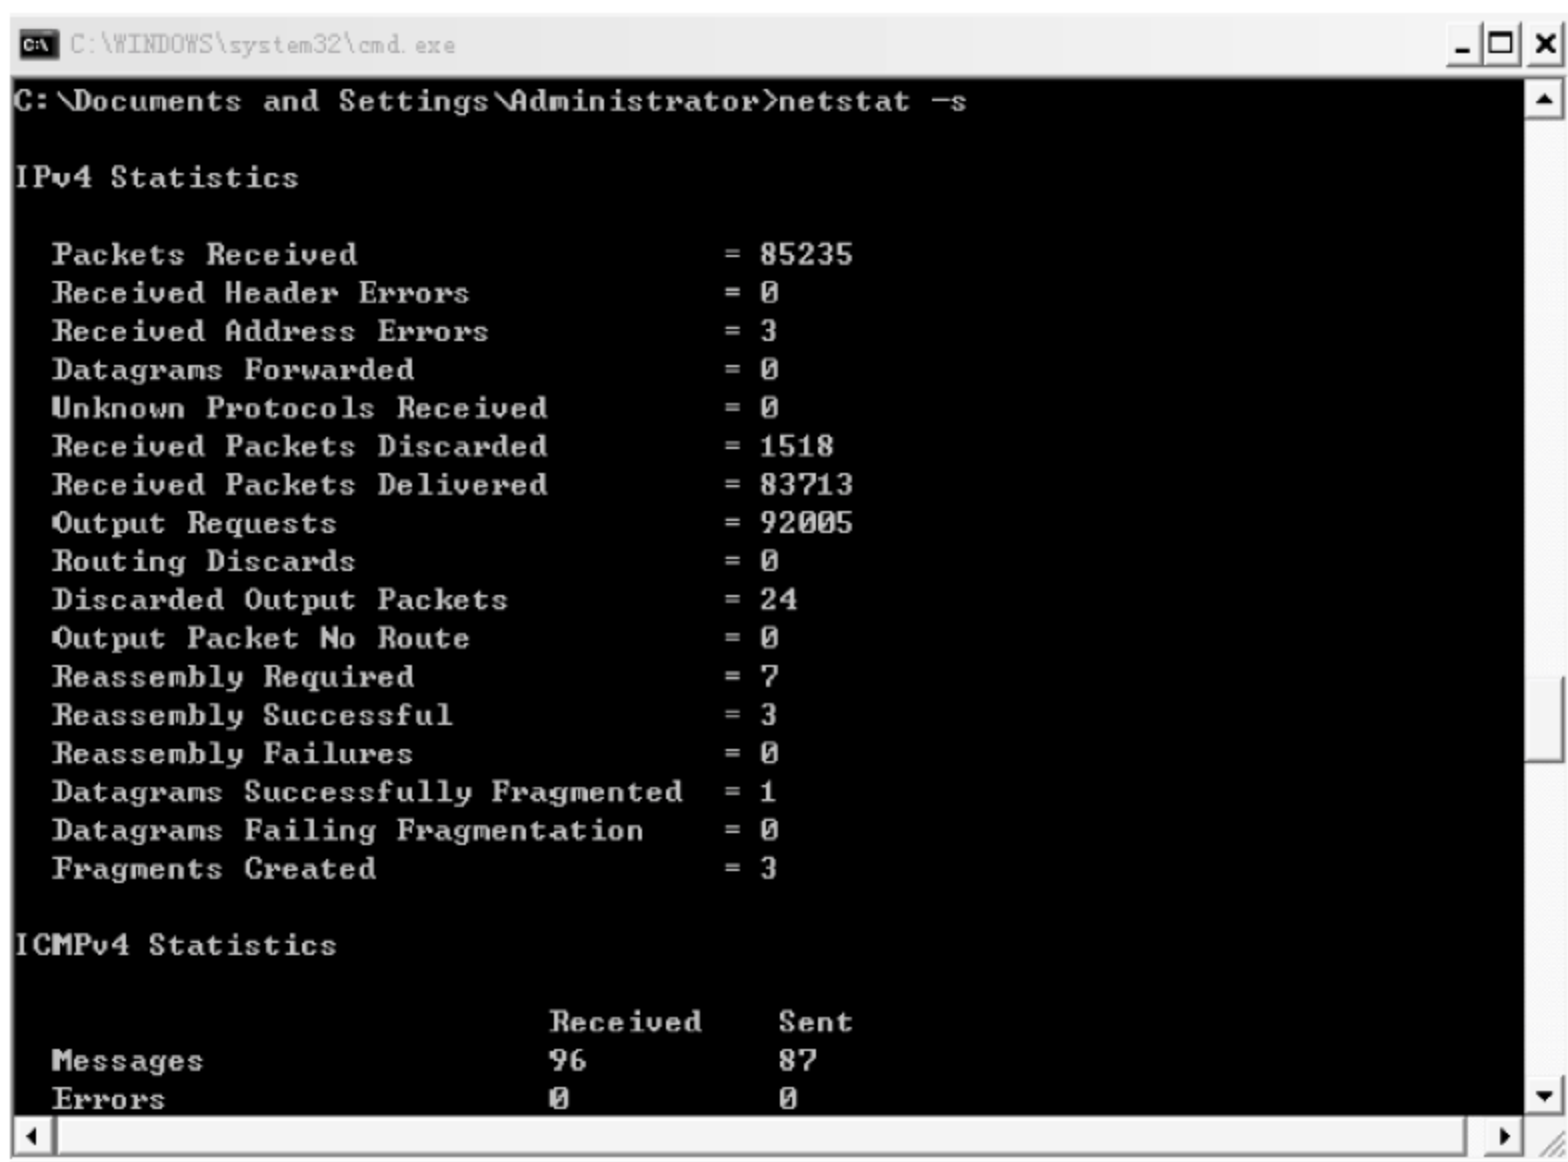 C:\WINDOWS\system32\cmd.exe
C:\Documents and Settings\Administrator>netstat -s
IPv4 Statistics
Packets Received = 85235
Received Header Errors = 0
Received Address Errors = 3
Datagrams Forwarded = 0
Unknown Protocols Received = 0
Received Packets Discarded = 1518
Received Packets Delivered = 83713
Output Requests = 92005
Routing Discards = 0
Discarded Output Packets = 24
Output Packet No Route = 0
Reassembly Required = 7
Reassembly Successful = 3
Reassembly Failures = 0
Datagrams Successfully Fragmented = 1
Datagrams Failing Fragmentation = 0
Fragments Created = 3
ICMPv4 Statistics
Received Sent
Messages 96 87
Errors 0 0